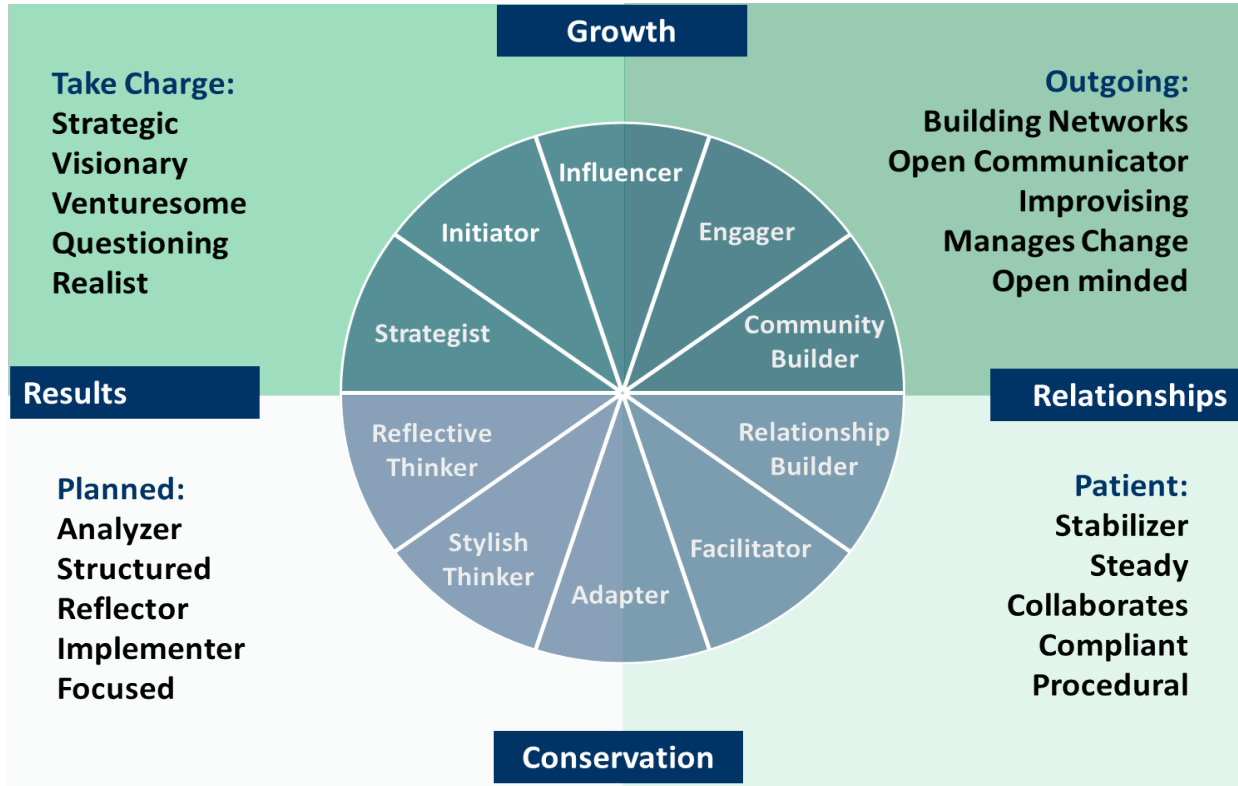 Growth
Take Charge:
Strategic
Visionary
Venturesome
Questioning
Realist
Outgoing:
Building Networks
Open Communicator
Improvising
Manages Change
Open minded
Influencer
Initiator
Engager
Strategist
Community
Builder
Results
Relationships
Reflective
Thinker
Relationship
Builder
Stylish
Thinker
Facilitator
Adapter
Planned:
Analyzer
Structured
Reflector
Implementer
Focused
Patient:
Stabilizer
Steady
Collaborates
Compliant
Procedural
Conservation